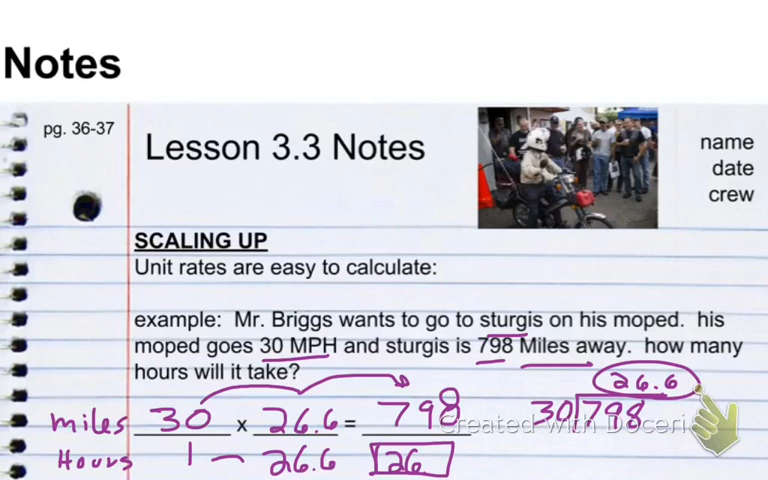 Notes
pg. 36-37
Lesson 3.3 Notes
name
date
crew
SCALING UP
Unit rates are easy to calculate:
example: Mr. Briggs wants to go to sturgis on his moped. his
moped goes 30 MPH and sturgis is 798 Miles away. how many
hours will it take?
26.6
30 798
miles 30 x 26.6 = 798
Hours 1 — 26.6 26.
Created with Doceri